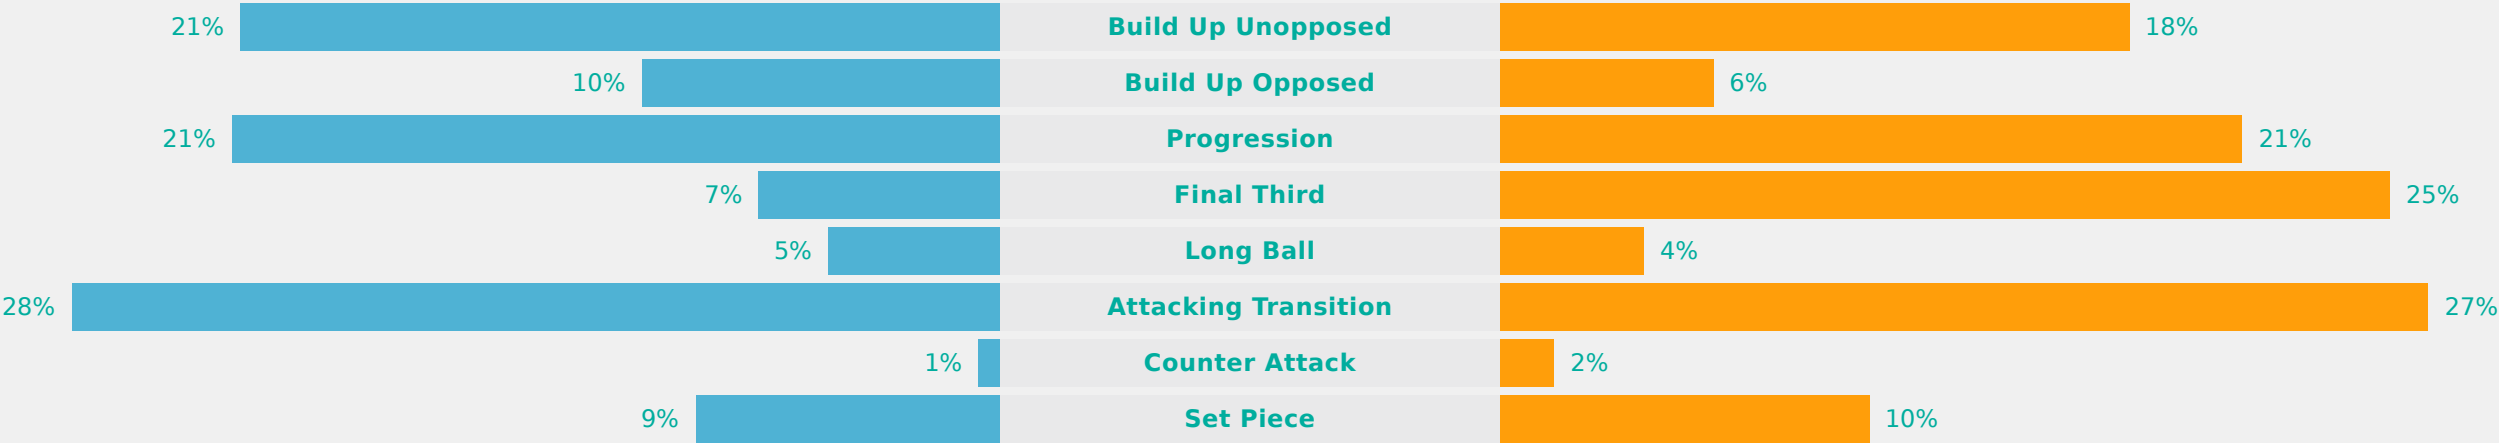 21% Build Up Unopposed 18%
10% Build Up Opposed 6%
21% Progression 21%
7% Final Third 25%
5% Long Ball 4%
28% Attacking Transition 27%
1% Counter Attack 2%
9% Set Piece 10%